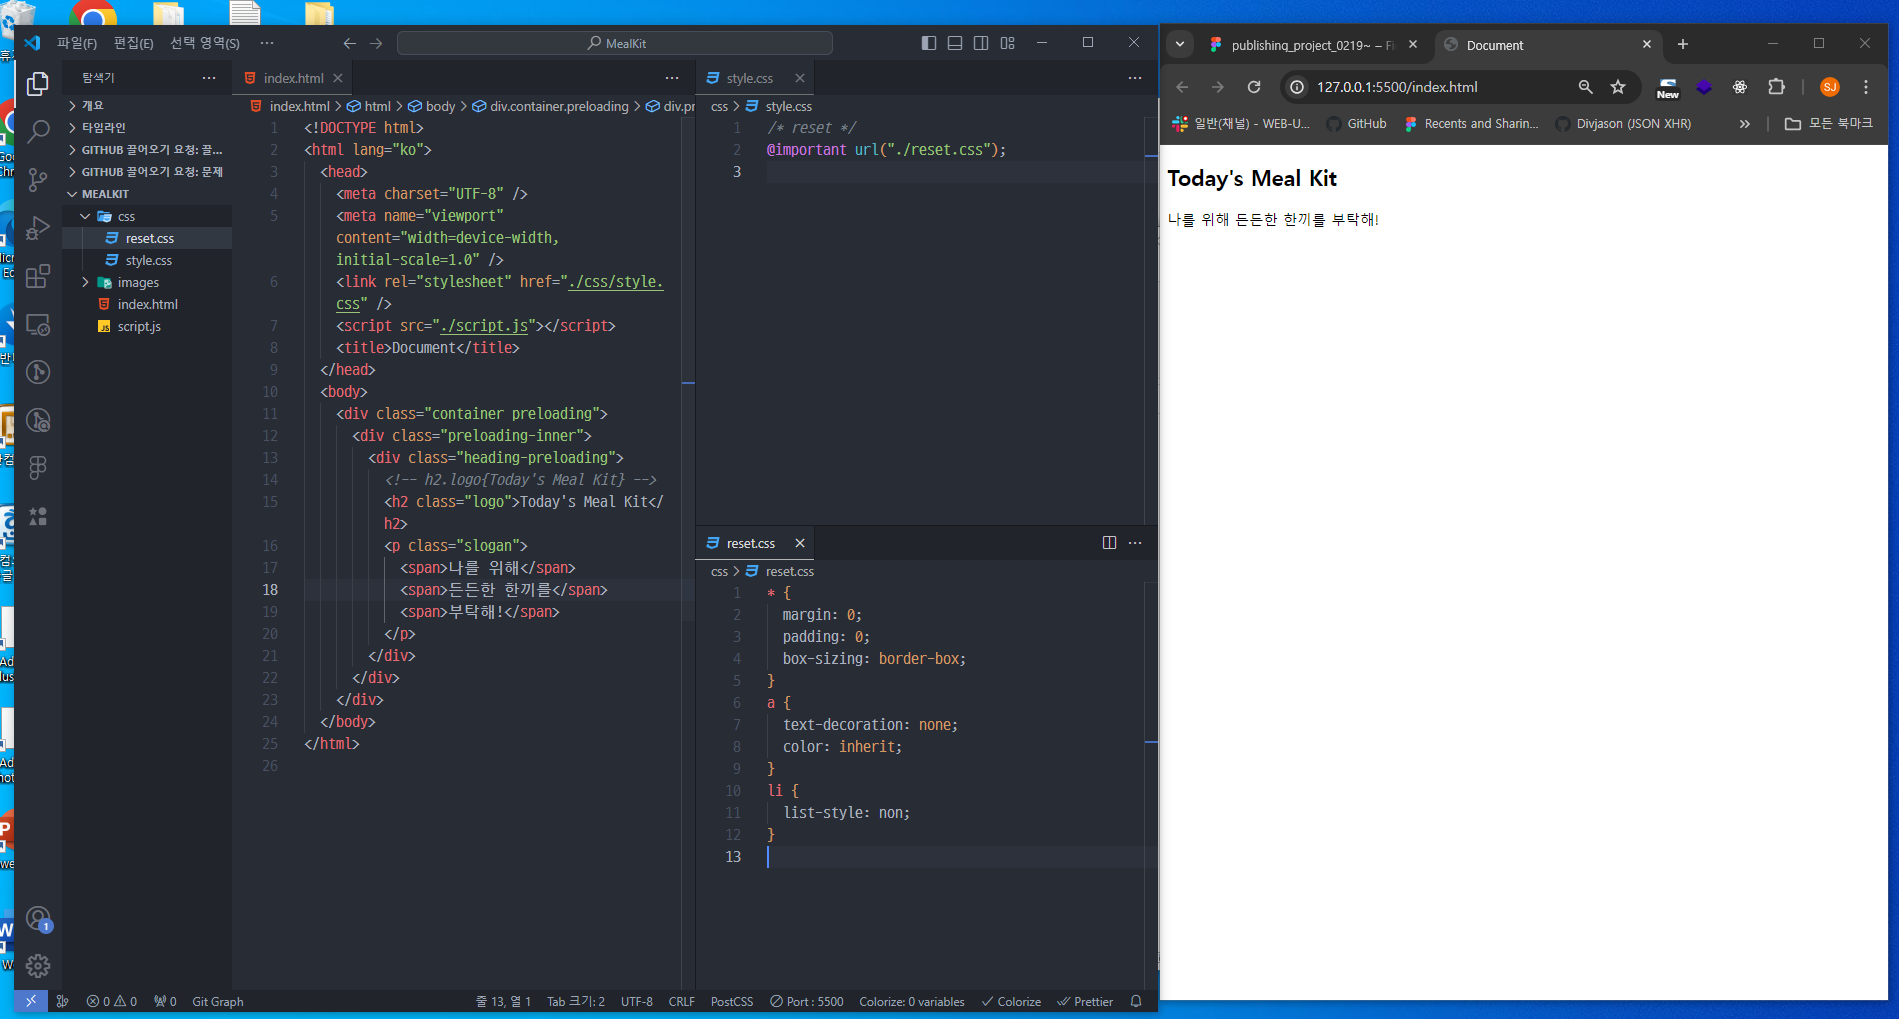 파일(F) 편집(E) 선택 영역(S) ··· MealKit
탐색기 ···
개요
타임라인
GITHUB 끌어오기 요청: 끌...
GITHUB 끌어오기 요청: 문제
MEALKIT
css
reset.css
style.css
images
index.html
script.js
1
index.html ···
index.html > html > body > div.container.preloading > div.pr
1 <!DOCTYPE html>
2 <html lang="ko">
3 <head>
4 <meta charset="UTF-8" />
5 <meta name="viewport"
content="width=device-width,
initial-scale=1.0" />
6 <link rel="stylesheet" href="./css/style.
css" />
7 <script src="./script.js"></script>
8 <title>Document</title>
9 </head>
10 <body>
11 <div class="container preloading">
12 <div class="preloading-inner">
13 <div class="heading-preloading">
14 <!-- h2.logo{Today's Meal Kit} -->
15 <h2 class="logo">Today's Meal Kit</
h2>
16 <p class="slogan">
17 <span>나를 위해</span>
18 <span>든든한 한끼를</span>
19 <span>부탁해!</span>
20 </p>
21 </div>
22 </div>
23 </div>
24 </body>
25 </html>
26
style.css ···
css > style.css
1 /* reset */
2 @important url("./reset.css");
3
reset.css ···
css > reset.css
1 * {
2 margin: 0;
3 padding: 0;
4 box-sizing: border-box;
5 }
6 a {
7 text-decoration: none;
8 color: inherit;
9 }
10 li {
11 list-style: non;
12 }
13
0 0 0 Git Graph 줄 13, 열 1 Tab 크기: 2 UTF-8 CRLF PostCSS Port : 5500 Colorize: 0 variables Colorize Prettier
publishing_project_0219~ – Fi Document
127.0.0.1:5500/index.html New SJ
일반(채널) - WEB-U... GitHub Recents and Sharin... Divjason (JSON XHR) » 모든 북마크
Today's Meal Kit
나를 위해 든든한 한끼를 부탁해!